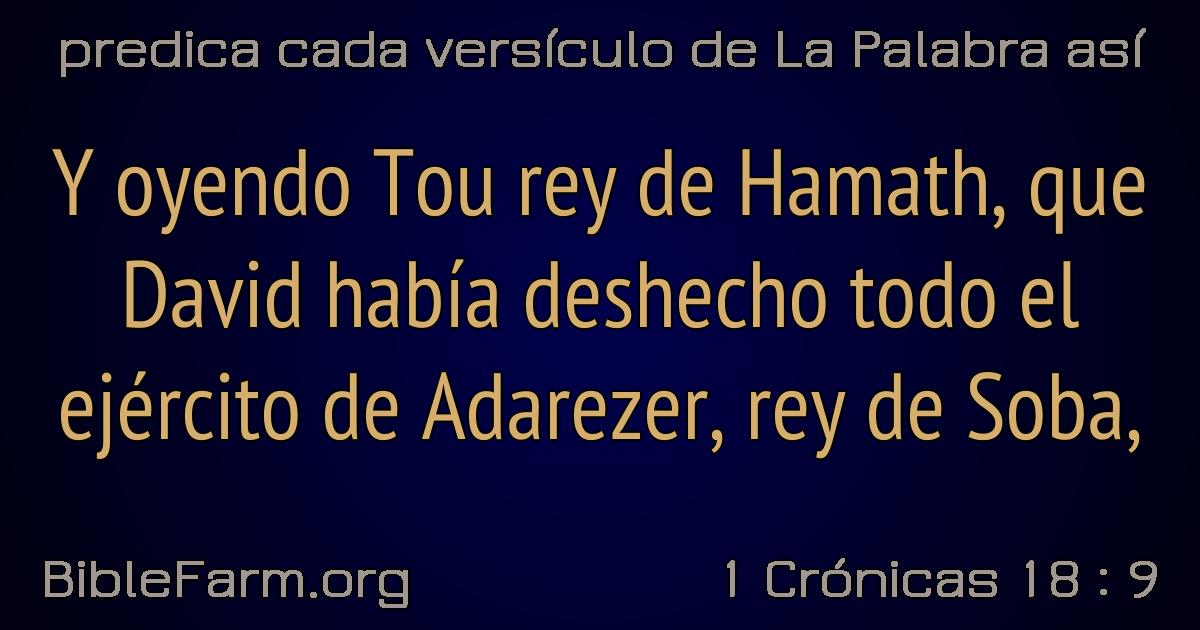 predica cada versículo de La Palabra así
Y oyendo Tou rey de Hamath, que
David había deshecho todo el
ejército de Adarezer, rey de Soba,
BibleFarm.org
1 Crónicas 18 : 9